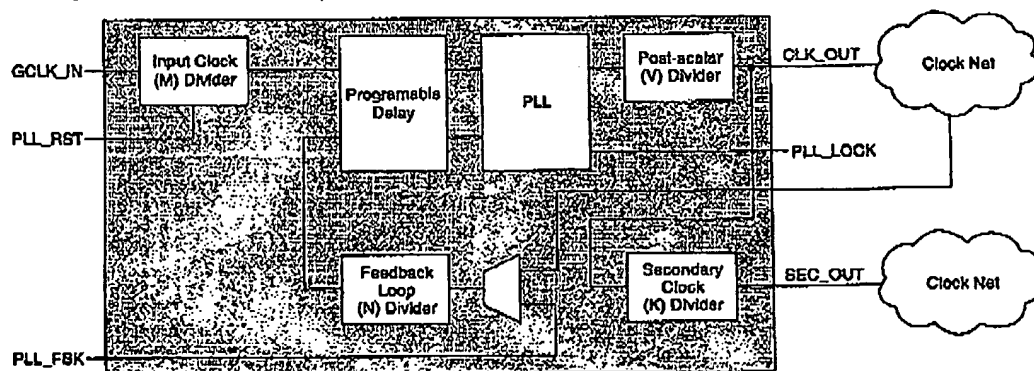 GCLK_IN
Input Clock
(M) Divider
Programable
Delay
PLL
Post-scalar
(V) Divider
CLK_OUT
Clock Net
PLL_RST
PLL_LOCK
Feedback
Loop
(N) Divider
Secondary
Clock
(K) Divider
SEC_OUT
Clock Net
PLL_FBK